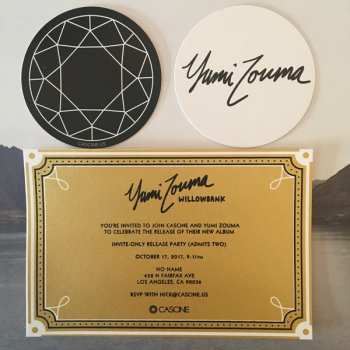 CASCINE.US
Yumi Zouma
Yumi Zouma
WILLOWBANK
YOU'RE INVITED TO JOIN CASCINE AND YUMI ZOUMA
TO CELEBRATE THE RELEASE OF THEIR NEW ALBUM
INVITE-ONLY RELEASE PARTY (ADMITS TWO)
OCTOBER 17, 2017, 9-11PM
NO NAME
432 N FAIRFAX AVE
LOS ANGELES, CA 90036
RSVP WITH NICK@CASCINE.US
CASCINE